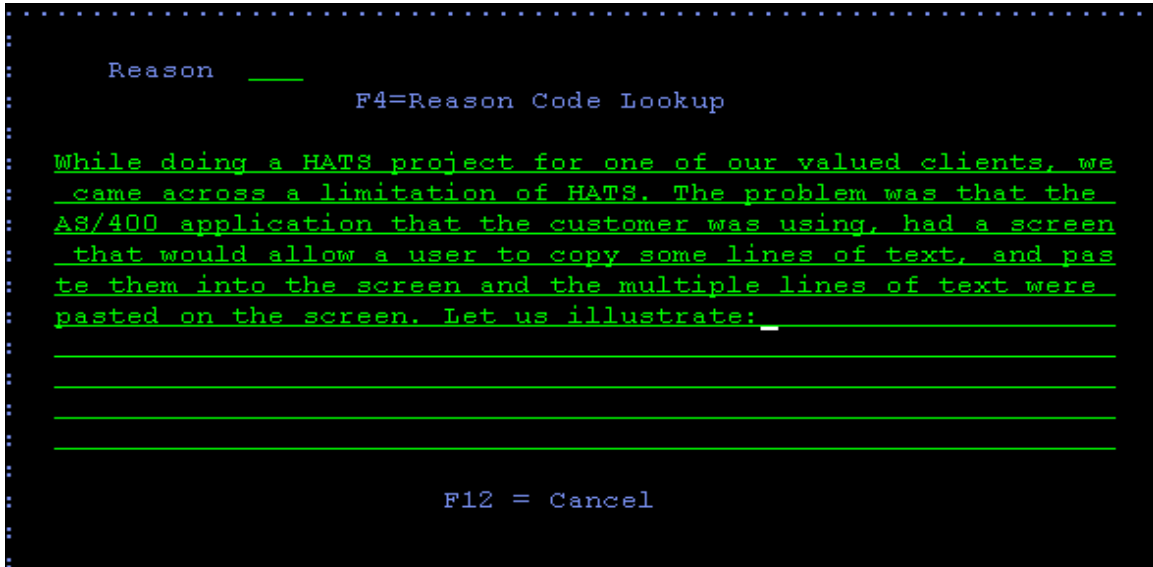 Reason ____
F4=Reason Code Lookup
While doing a HATS project for one of our valued clients, we
 came across a limitation of HATS. The problem was that the
AS/400 application that the customer was using, had a screen
 that would allow a user to copy some lines of text, and pas
te them into the screen and the multiple lines of text were
pasted on the screen. Let us illustrate:_
F12 = Cancel